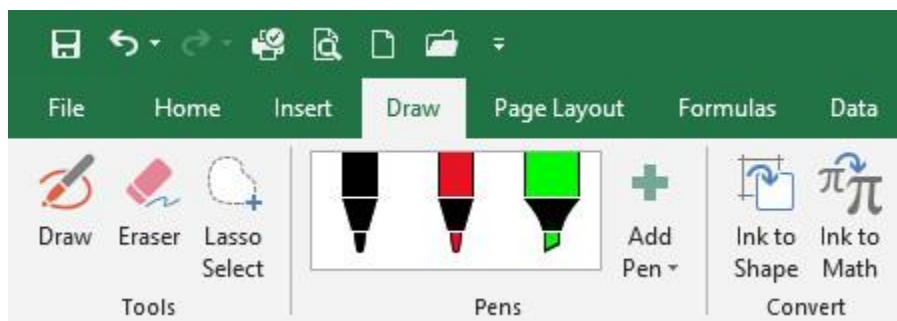 File Home Insert Draw Page Layout Formulas Data
Draw Eraser Lasso Select
Add Pen
Ink to Shape
Ink to Math
Tools Pens Convert